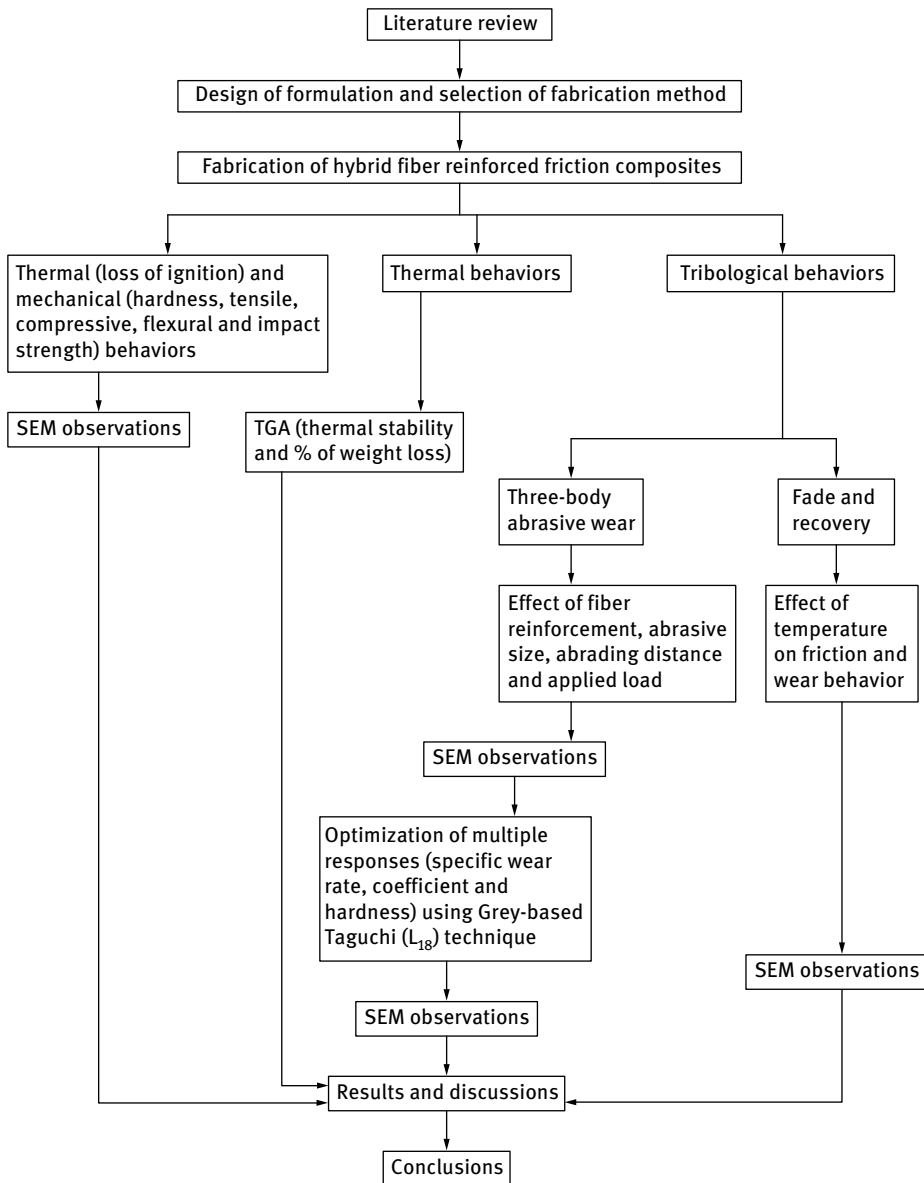 Literature review
Design of formulation and selection of fabrication method
Fabrication of hybrid fiber reinforced friction composites
Thermal (loss of ignition) and
mechanical (hardness, tensile,
compressive, flexural and impact
strength) behaviors
Thermal behaviors
Tribological behaviors
SEM observations
TGA (thermal stability
and % of weight loss)
Three-body
abrasive wear
Fade and
recovery
Effect of fiber
reinforcement, abrasive
size, abrading distance
and applied load
Effect of
temperature
on friction and
wear behavior
SEM observations
Optimization of multiple
responses (specific wear
rate, coefficient and
hardness) using Grey-based
Taguchi (L₁₈) technique
SEM observations
SEM observations
Results and discussions
Conclusions